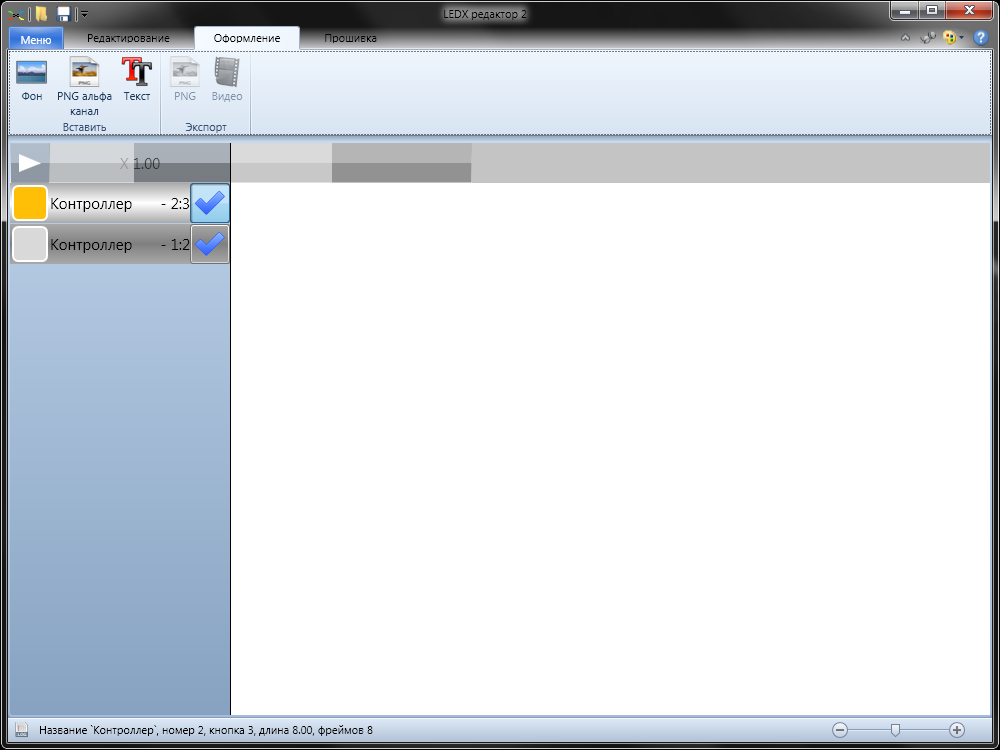 LEDX редактор 2
Меню
Редактирование
Оформление
Прошивка
Фон
PNG альфа
канал
Текст
PNG
Видео
Вставить
Экспорт
X 1.00
Контроллер - 2:3
Контроллер - 1:2
Название `Контроллер`, номер 2, кнопка 3, длина 8.00, фреймов 8